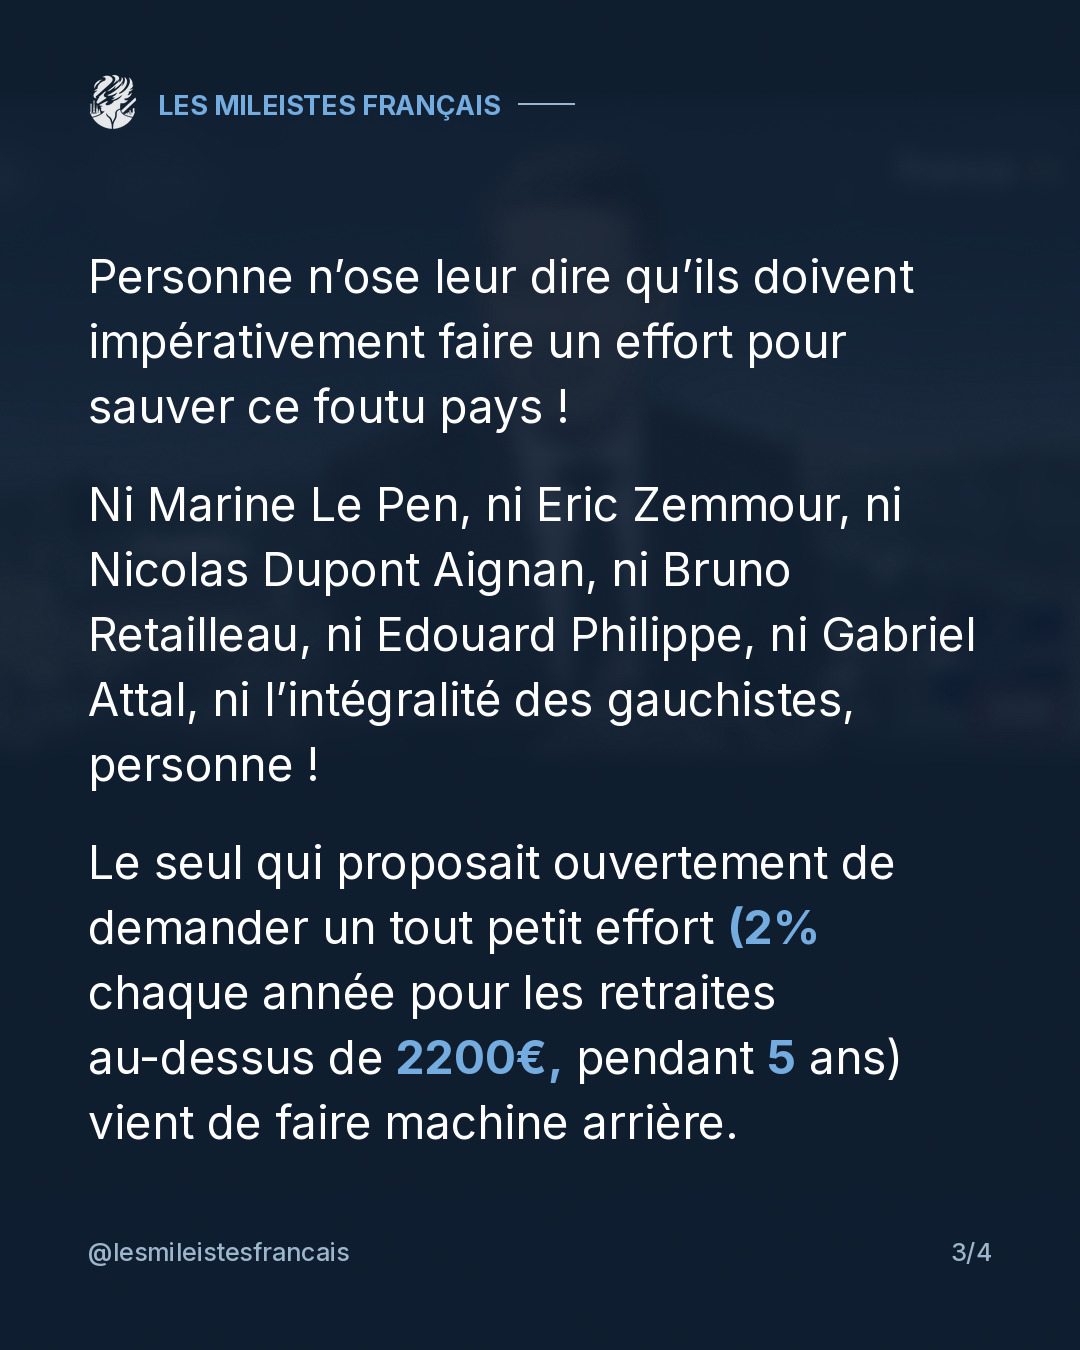 LES MILEISTES FRANÇAIS
Personne n’ose leur dire qu’ils doivent
impérativement faire un effort pour
sauver ce foutu pays !
Ni Marine Le Pen, ni Eric Zemmour, ni
Nicolas Dupont Aignan, ni Bruno
Retailleau, ni Edouard Philippe, ni Gabriel
Attal, ni l’intégralité des gauchistes,
personne !
Le seul qui proposait ouvertement de
demander un tout petit effort (2%
chaque année pour les retraites
au-dessus de 2200€, pendant 5 ans)
vient de faire machine arrière.
@lesmileistesfrancais
3/4